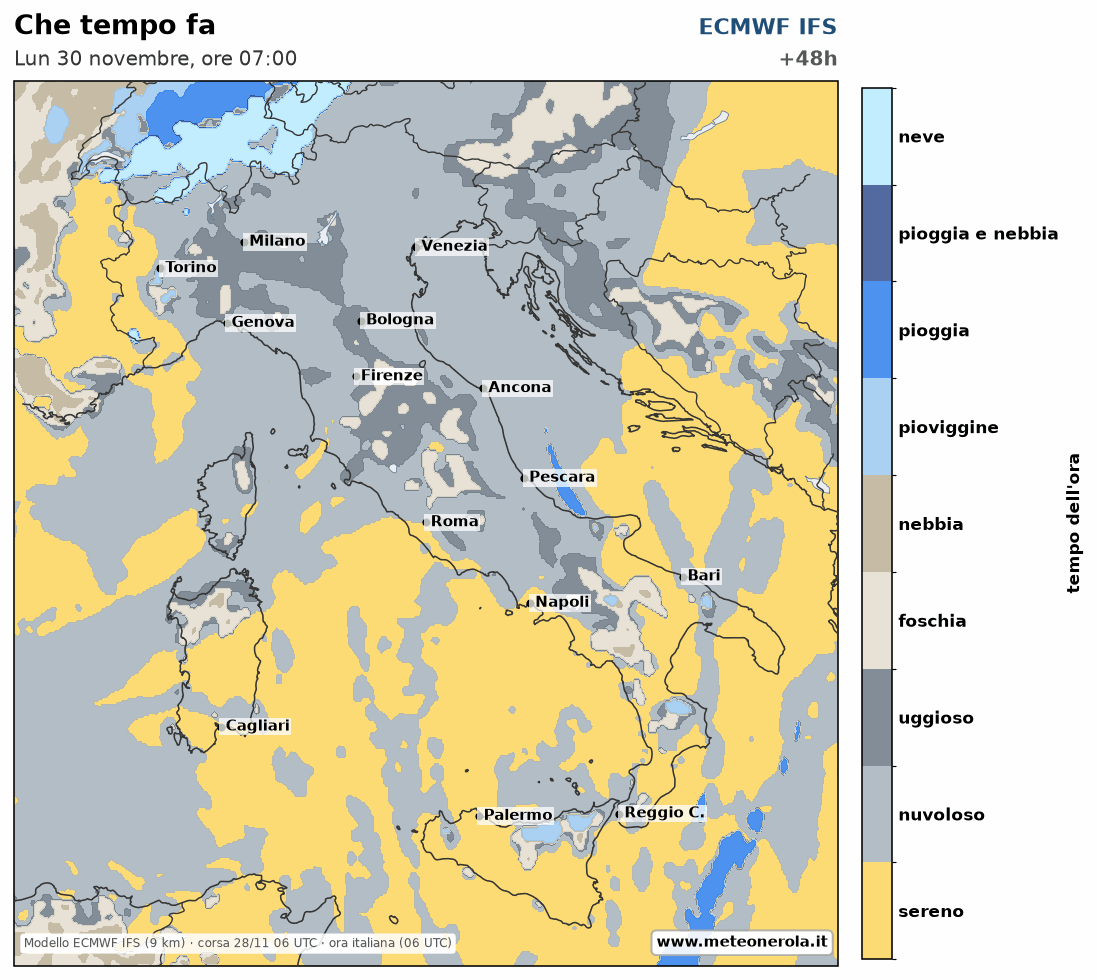 Che tempo fa
ECMWF IFS
Lun 30 novembre, ore 07:00
+48h
neve
pioggia e nebbia
pioggia
pioviggine
nebbia
foschia
uggioso
nuvoloso
sereno
tempo dell'ora
Milano
Venezia
Torino
Genova
Bologna
Firenze
Ancona
Pescara
Roma
Bari
Napoli
Cagliari
Palermo
Reggio C.
Modello ECMWF IFS (9 km) · corsa 28/11 06 UTC · ora italiana (06 UTC)
www.meteonerola.it